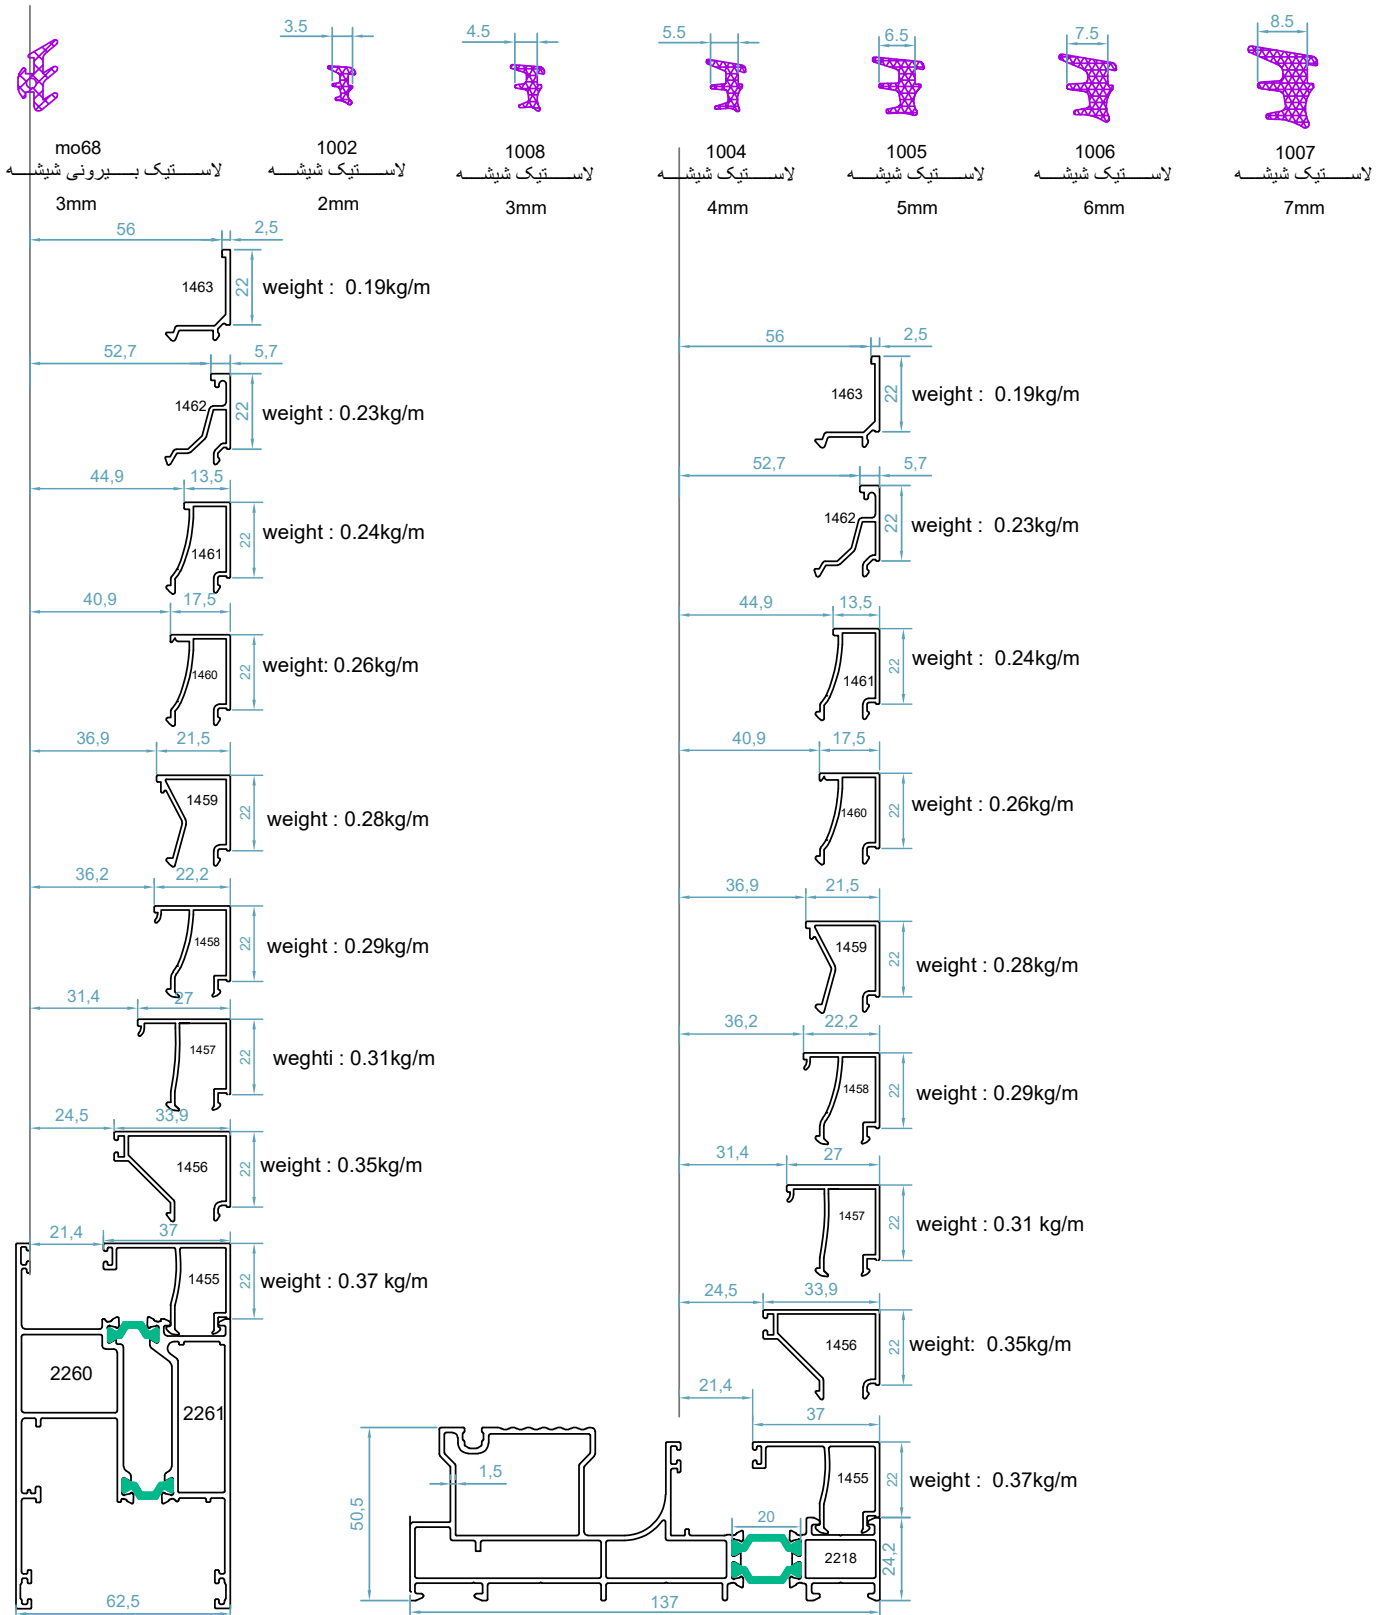 3.5
4.5
5.5
6.5
7.5
8.5
mo68
1002
1008
1004
1005
1006
1007
لاستیک بیرونی شیشه
لاستیک شیشه
لاستیک شیشه
لاستیک شیشه
لاستیک شیشه
لاستیک شیشه
لاستیک شیشه
3mm
2mm
3mm
4mm
5mm
6mm
7mm
56
2,5
1463
22
weight : 0.19kg/m
52,7
5,7
1462
22
weight : 0.23kg/m
44,9
13,5
1461
22
weight : 0.24kg/m
40,9
17,5
1460
22
weight: 0.26kg/m
36,9
21,5
1459
22
weight : 0.28kg/m
36,2
22,2
1458
22
weight : 0.29kg/m
31,4
27
1457
22
weghti : 0.31kg/m
24,5
33,9
1456
22
weight : 0.35kg/m
21,4
37
1455
22
weight : 0.37 kg/m
2260
2261
62,5
56
2,5
1463
22
weight : 0.19kg/m
52,7
5,7
1462
22
weight : 0.23kg/m
44,9
13,5
1461
22
weight : 0.24kg/m
40,9
17,5
1460
22
weight : 0.26kg/m
36,9
21,5
1459
22
weight : 0.28kg/m
36,2
22,2
1458
22
weight : 0.29kg/m
31,4
27
1457
22
weight : 0.31 kg/m
24,5
33,9
1456
22
weight: 0.35kg/m
21,4
37
1455
22
weight : 0.37kg/m
1,5
50,5
20
2218
24,2
137